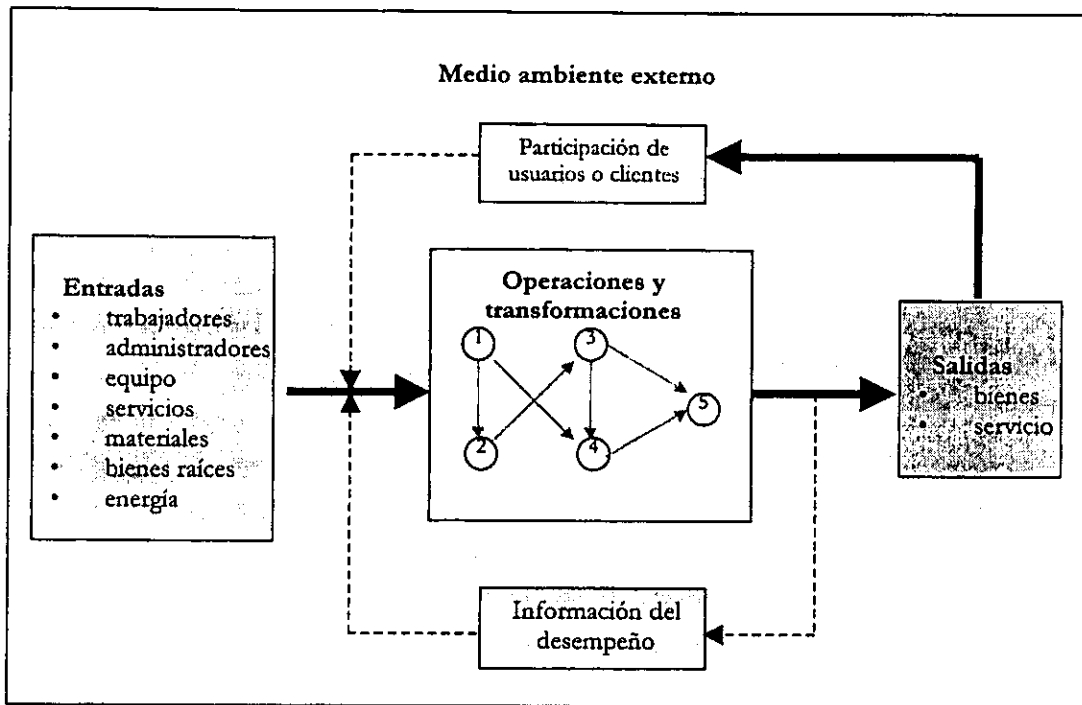 Medio ambiente externo
Participación de
usuarios o clientes
Entradas
• trabajadores
• administradores
• equipo
• servicios
• materiales
• bienes raíces
• energía
Operaciones y
transformaciones
1
3
5
2
4
Salidas
• bienes
• servicio
Información del
desempeño